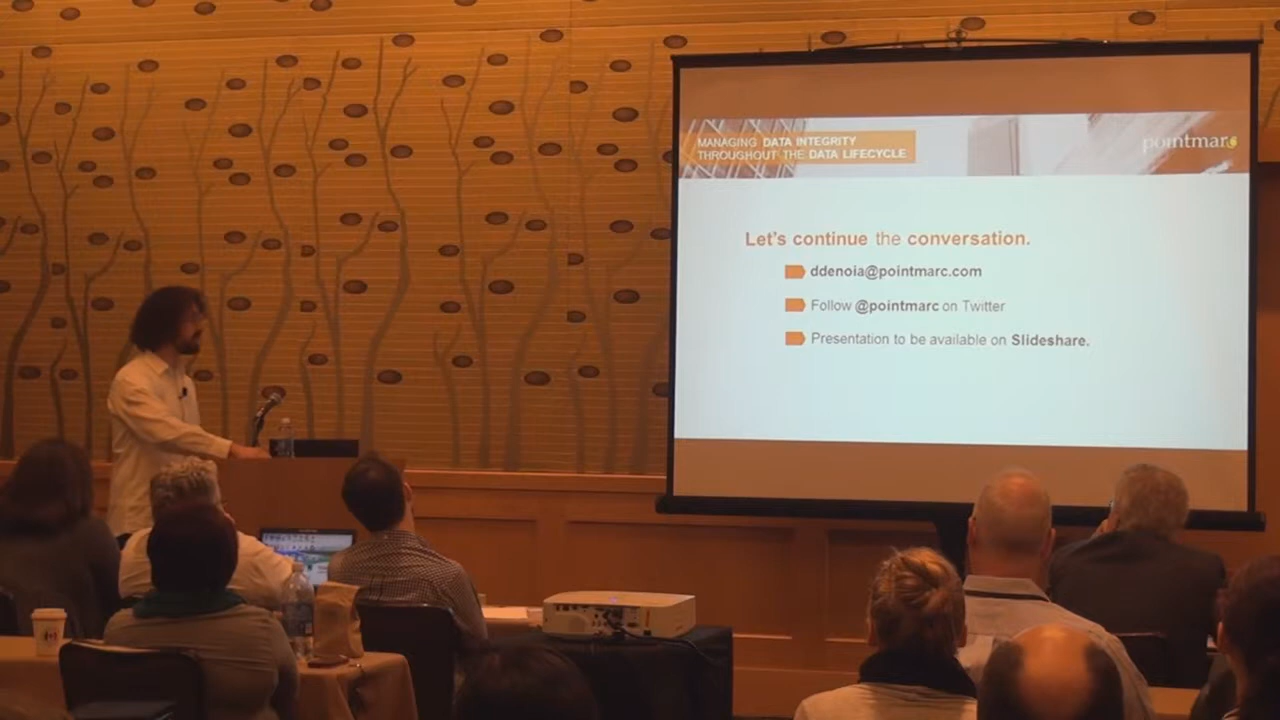 MANAGING DATA INTEGRITY
THROUGHOUT THE DATA LIFECYCLE
pointmarc
Let's continue the conversation.
ddenoia@pointmarc.com
Follow @pointmarc on Twitter
Presentation to be available on Slideshare.